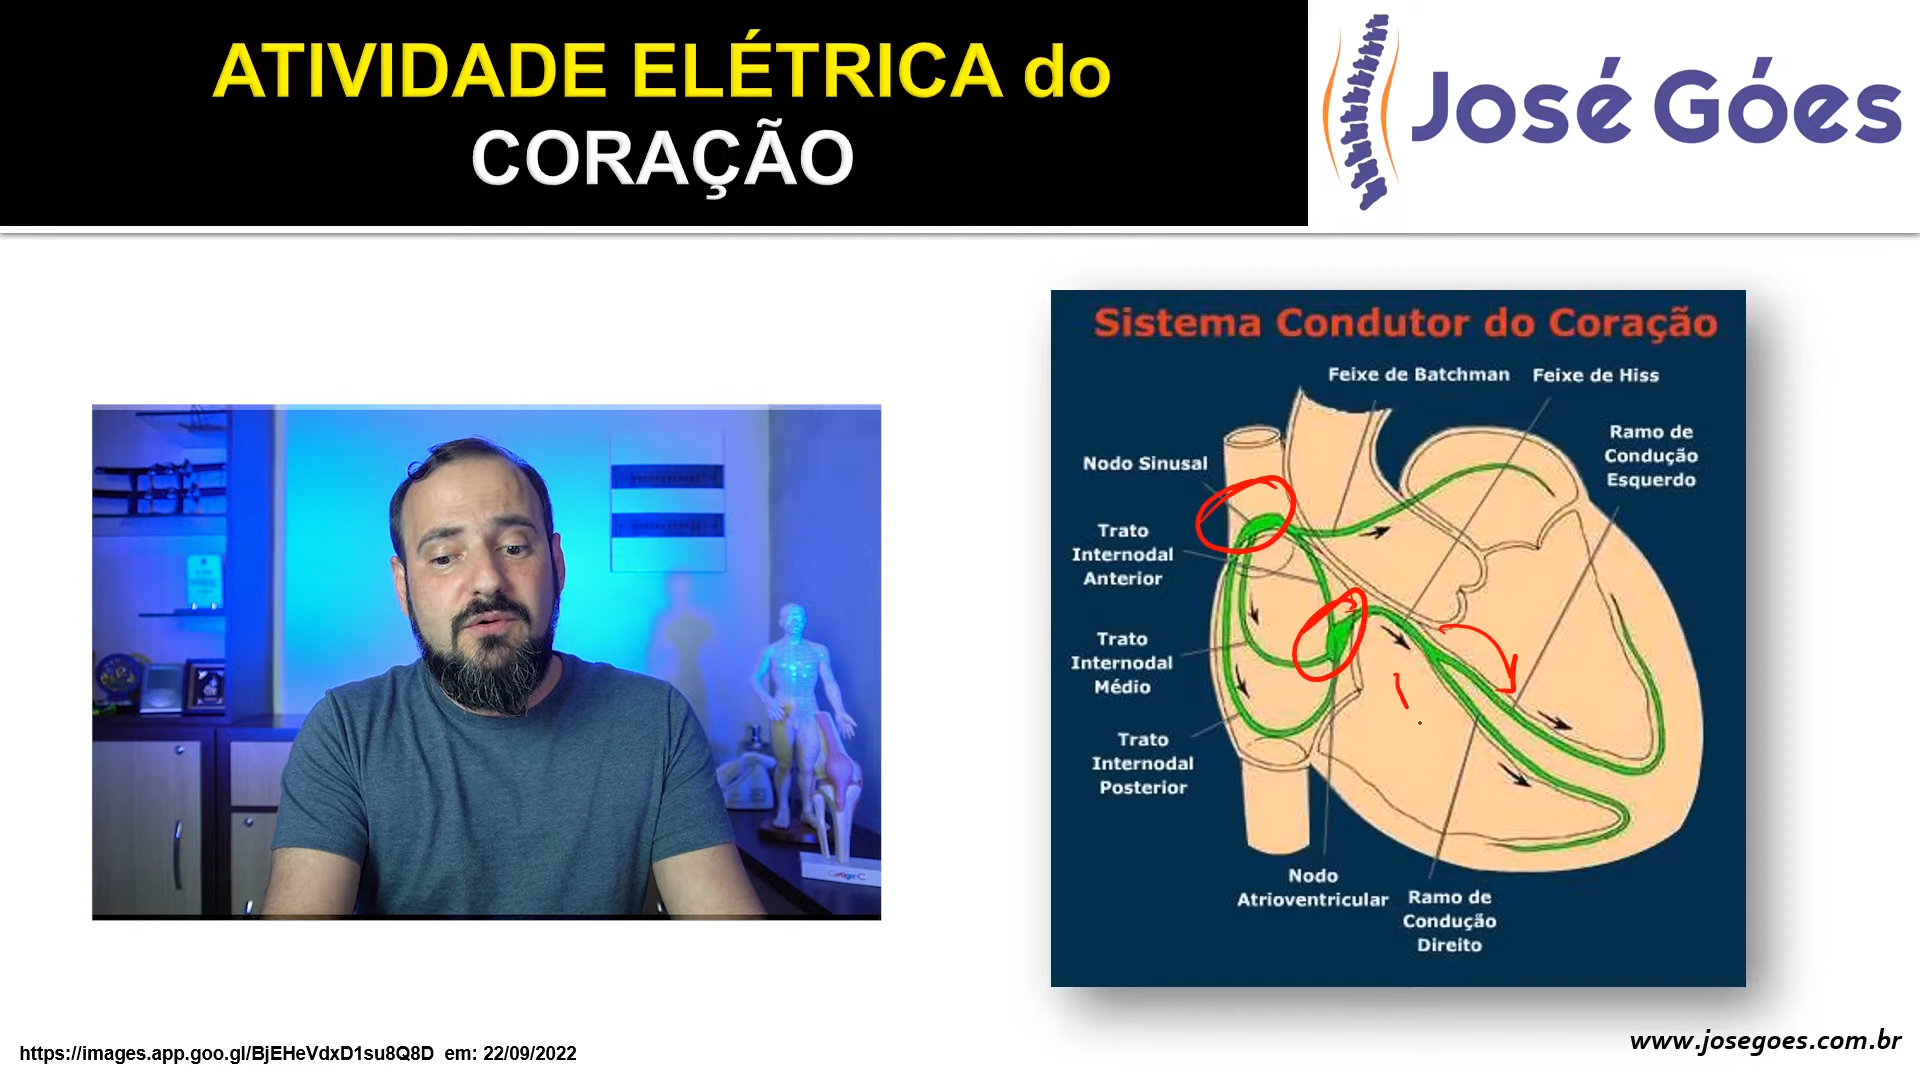 ATIVIDADE ELÉTRICA do
CORAÇÃO
José Góes
Sistema Condutor do Coração
Feixe de Batchman
Feixe de Hiss
Ramo de
Condução
Esquerdo
Nodo Sinusal
Trato
Internodal
Anterior
Trato
Internodal
Médio
Trato
Internodal
Posterior
Nodo
Atrioventricular
Ramo de
Condução
Direito
https://images.app.goo.gl/BjEHeVdxD1su8Q8D em: 22/09/2022
www.josegoes.com.br